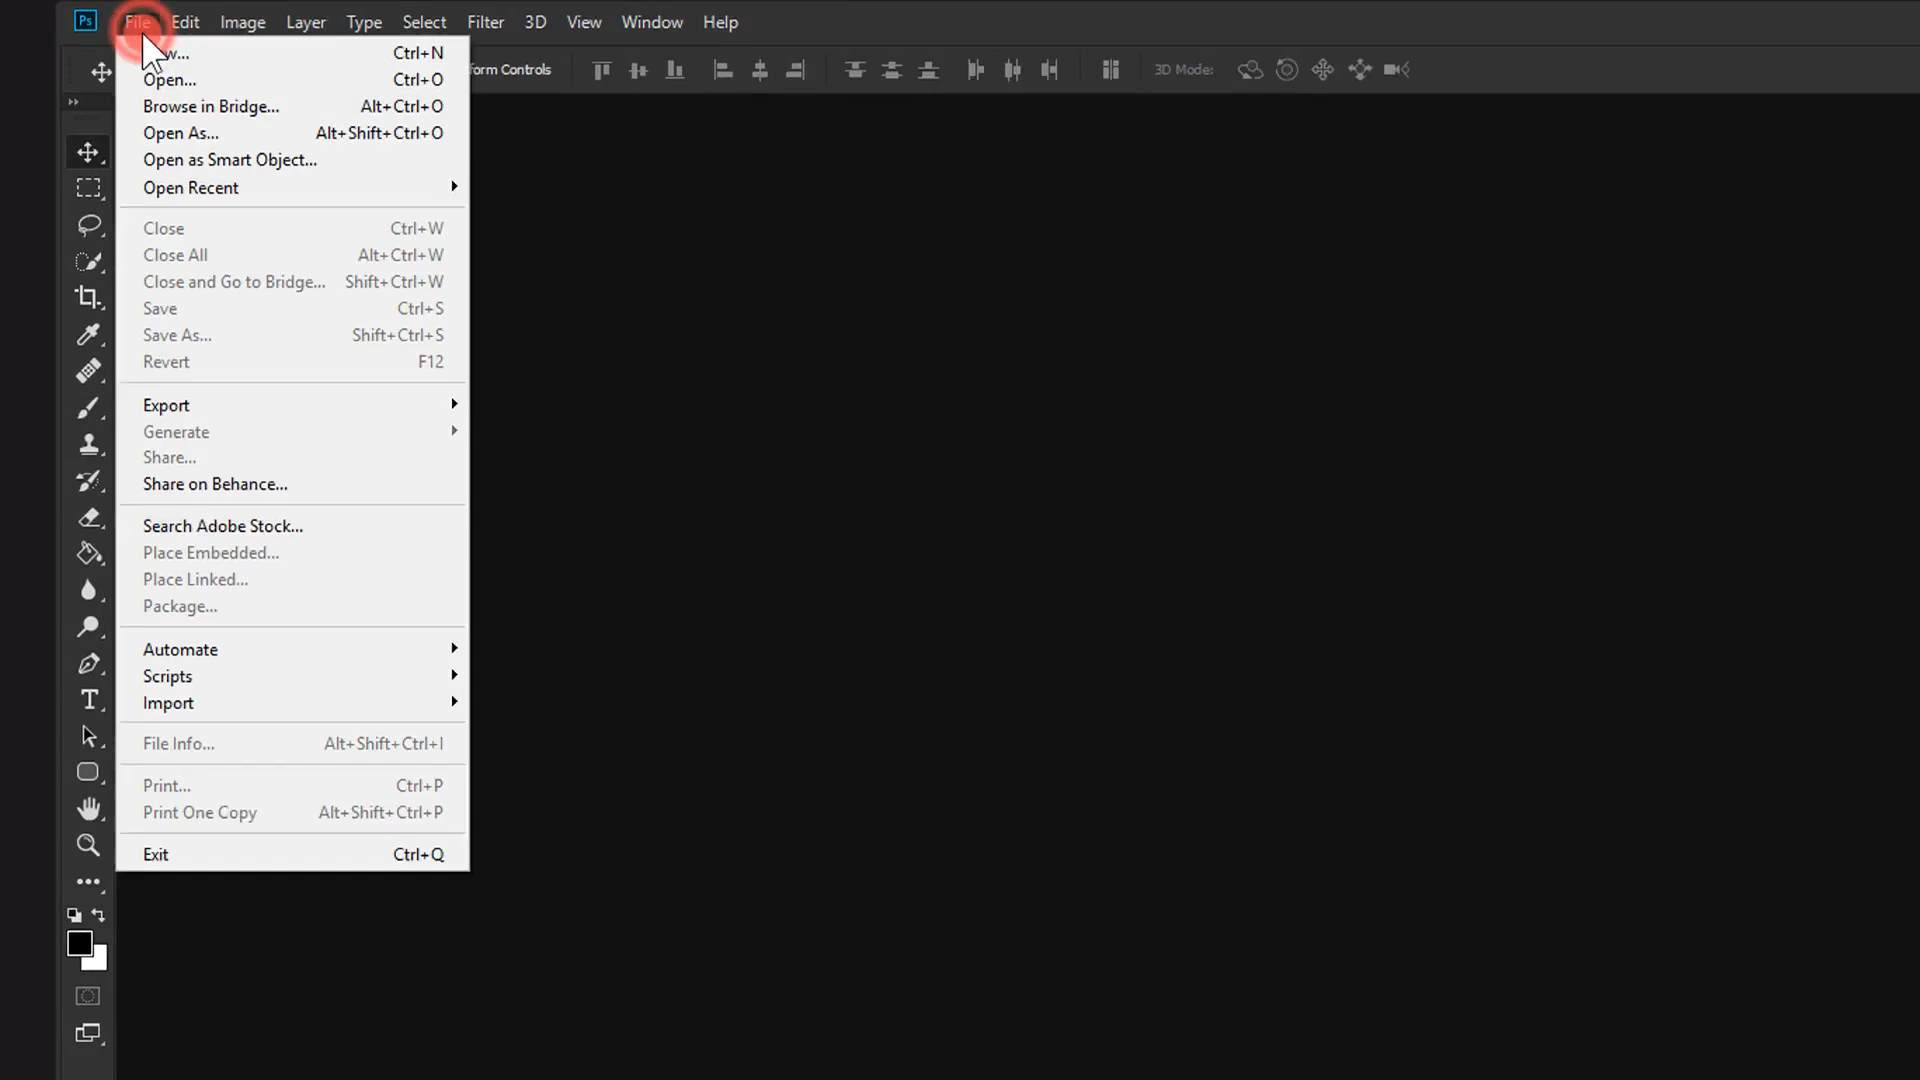 Ps File Edit Image Layer Type Select Filter 3D View Window Help
form Controls 3D Mode:
Ctrl+N
Open... Ctrl+O
Browse in Bridge... Alt+Ctrl+O
Open As... Alt+Shift+Ctrl+O
Open as Smart Object...
Open Recent
Close Ctrl+W
Close All Alt+Ctrl+W
Close and Go to Bridge... Shift+Ctrl+W
Save Ctrl+S
Save As... Shift+Ctrl+S
Revert F12
Export
Generate
Share...
Share on Behance...
Search Adobe Stock...
Place Embedded...
Place Linked...
Package...
Automate
Scripts
Import
File Info... Alt+Shift+Ctrl+I
Print... Ctrl+P
Print One Copy Alt+Shift+Ctrl+P
Exit Ctrl+Q